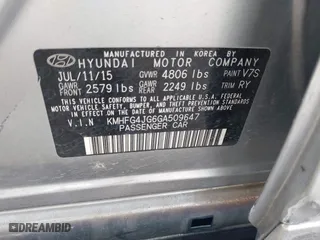 MANUFACTURED IN KOREA BY
HYUNDAI MOTOR COMPANY
JUL/11/15 GVWR 4806 lbs PAINT V7S
GAWR FRONT 2579 lbs GAWR REAR 2249 lbs TRIM RY
THIS VEHICLE CONFORMS TO ALL APPLICABLE U.S. FEDERAL
MOTOR VEHICLE SAFETY, BUMPER, AND THEFT PREVENTION
STANDARDS IN EFFECT ON THE DATE OF MANUFACTURE SHOWN ABOVE.
V.I.N KMHFG4JG6GA509647
PASSENGER CAR